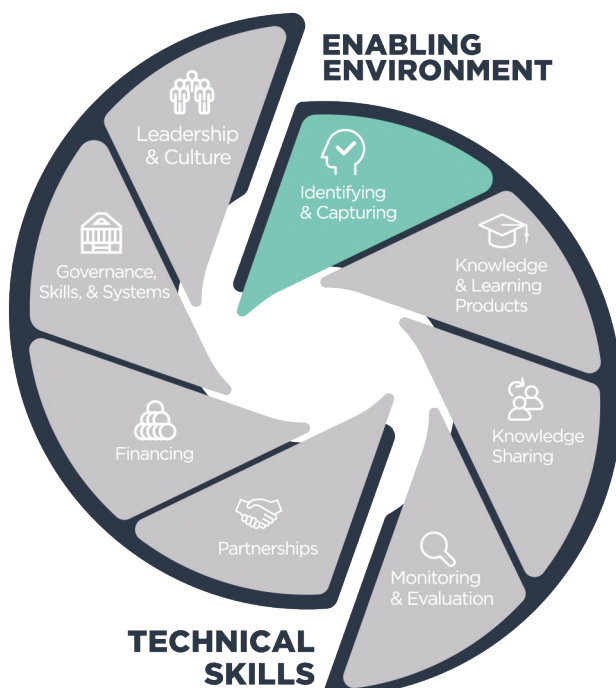 ENABLING
ENVIRONMENT
Leadership
& Culture
Identifying
& Capturing
Governance,
Skills, & Systems
Knowledge
& Learning
Products
Financing
Knowledge
Sharing
Partnerships
Monitoring
& Evaluation
TECHNICAL
SKILLS